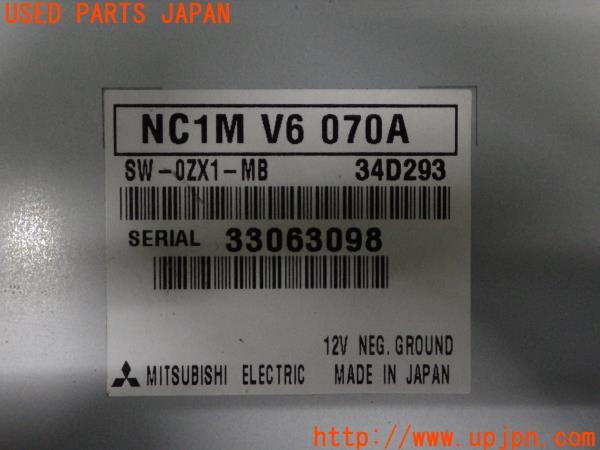 USED PARTS JAPAN
NC1M V6 070A
SW-0ZX1-MB 34D293
SERIAL 33063098
12V NEG. GROUND
MITSUBISHI ELECTRIC MADE IN JAPAN
http://www.upjpn.com/